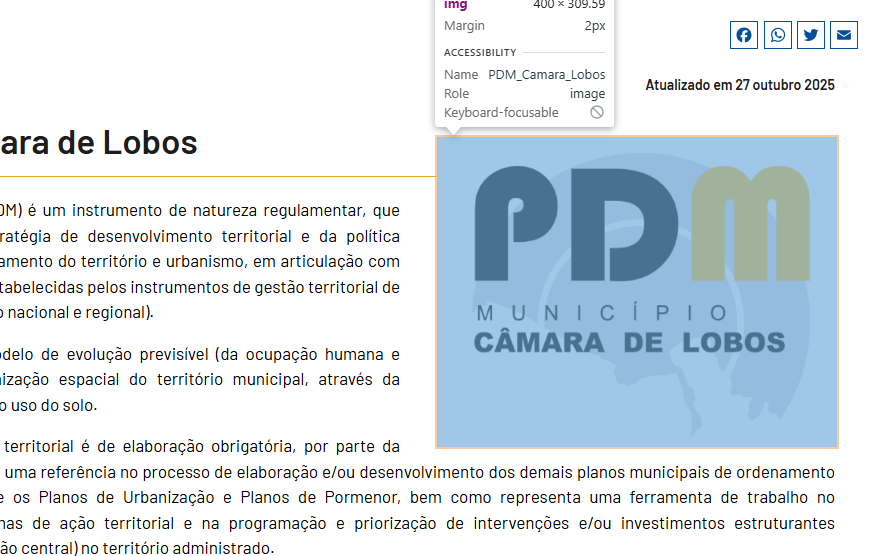 img 400 × 309.59
Margin 2px
ACCESSIBILITY
Name PDM_Camara_Lobos
Role image
Keyboard-focusable
Atualizado em 27 outubro 2025
ara de Lobos
PDM
MUNICÍPIO
CÂMARA DE LOBOS
DM) é um instrumento de natureza regulamentar, que
ratégia de desenvolvimento territorial e da política
amento do território e urbanismo, em articulação com
tabelecidas pelos instrumentos de gestão territorial de
o nacional e regional).
odelo de evolução previsível (da ocupação humana e
nização espacial do território municipal, através da
o uso do solo.
territorial é de elaboração obrigatória, por parte da
uma referência no processo de elaboração e/ou desenvolvimento dos demais planos municipais de ordenamento
e os Planos de Urbanização e Planos de Pormenor, bem como representa uma ferramenta de trabalho no
nas de ação territorial e na programação e priorização de intervenções e/ou investimentos estruturantes
ão central) no território administrado.